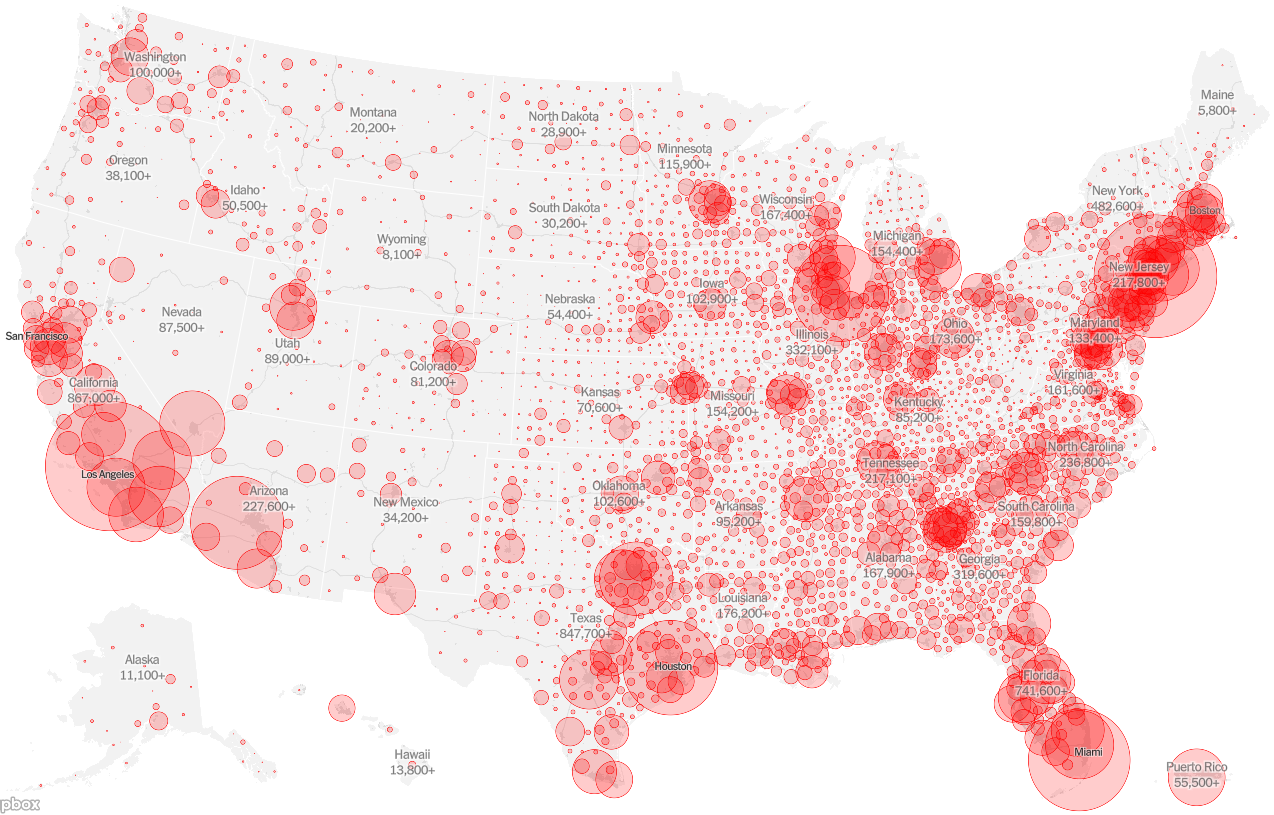 Washington
100,000+
Montana
20,200+
North Dakota
28,900+
Minnesota
115,900+
Maine
5,800+
Oregon
38,100+
Idaho
50,500+
South Dakota
30,200+
Wisconsin
167,400+
New York
482,600+
Boston
Wyoming
8,100+
Michigan
154,400+
New Jersey
217,800+
Nevada
87,500+
Nebraska
54,400+
Iowa
102,900+
San Francisco
Utah
89,000+
Illinois
332,100+
Ohio
173,600+
Maryland
133,400+
California
867,000+
Colorado
81,200+
Kansas
70,600+
Missouri
154,200+
Kentucky
85,200+
Virginia
161,600+
Los Angeles
Arizona
227,600+
New Mexico
34,200+
Oklahoma
102,600+
Arkansas
95,200+
Tennessee
217,100+
North Carolina
236,800+
South Carolina
159,800+
Alabama
167,900+
Georgia
319,600+
Texas
847,700+
Louisiana
176,200+
Alaska
11,100+
Houston
Florida
741,600+
Hawaii
13,800+
Miami
Puerto Rico
55,500+
pbox